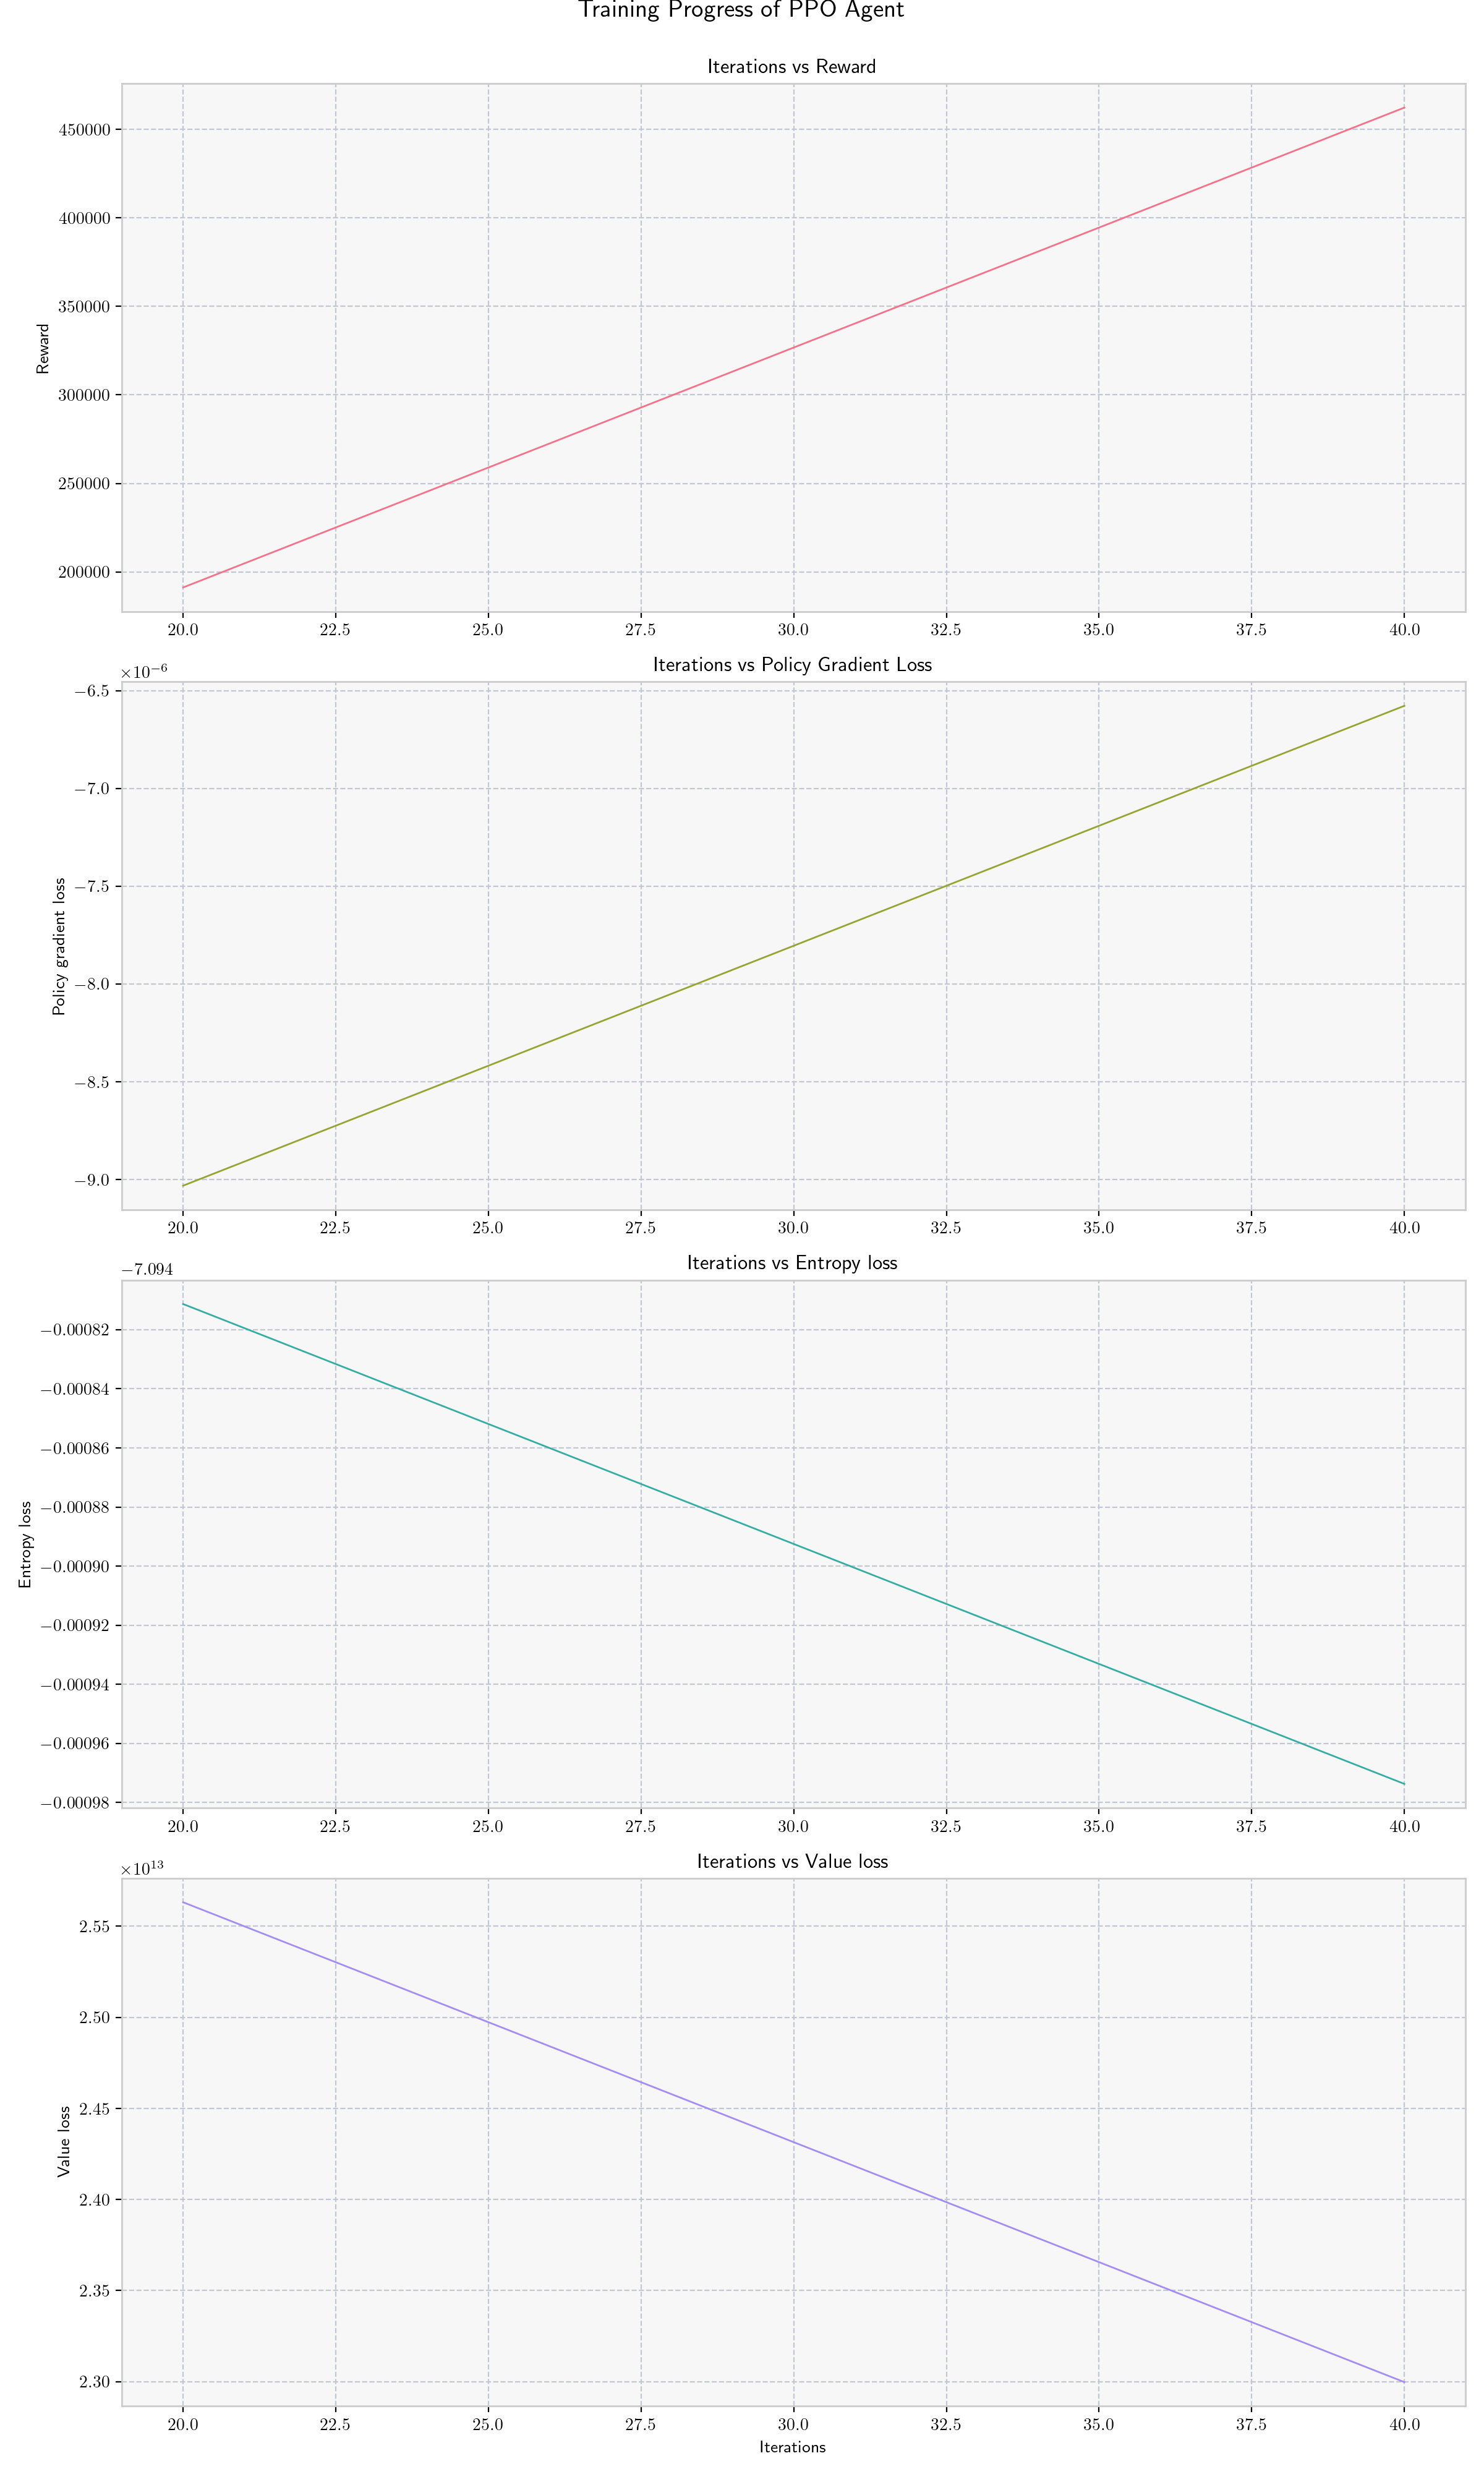 Training Progress of PPO Agent
Iterations vs Reward
450000
400000
350000
300000
250000
200000
Reward
20.0 22.5 25.0 27.5 30.0 32.5 35.0 37.5 40.0
×10⁻⁶
Iterations vs Policy Gradient Loss
−6.5
−7.0
−7.5
−8.0
−8.5
−9.0
Policy gradient loss
20.0 22.5 25.0 27.5 30.0 32.5 35.0 37.5 40.0
−7.094
Iterations vs Entropy loss
−0.00082
−0.00084
−0.00086
−0.00088
−0.00090
−0.00092
−0.00094
−0.00096
−0.00098
Entropy loss
20.0 22.5 25.0 27.5 30.0 32.5 35.0 37.5 40.0
×10¹³
Iterations vs Value loss
2.55
2.50
2.45
2.40
2.35
2.30
Value loss
20.0 22.5 25.0 27.5 30.0 32.5 35.0 37.5 40.0
Iterations